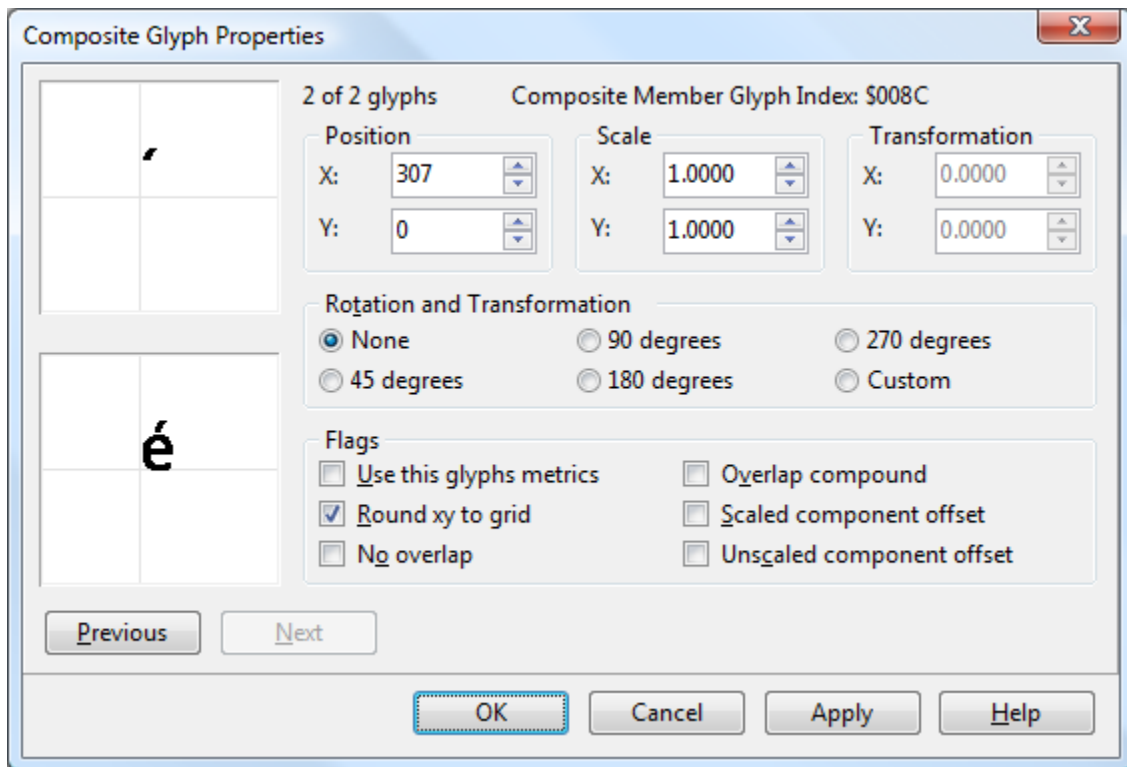 Composite Glyph Properties
2 of 2 glyphs Composite Member Glyph Index: $008C
Position Scale Transformation
X: 307 X: 1.0000 X: 0.0000
Y: 0 Y: 1.0000 Y: 0.0000
Rotation and Transformation
None 90 degrees 270 degrees
45 degrees 180 degrees Custom
é
Flags
Use this glyphs metrics Overlap compound
Round xy to grid Scaled component offset
No overlap Unscaled component offset
Previous Next
OK Cancel Apply Help